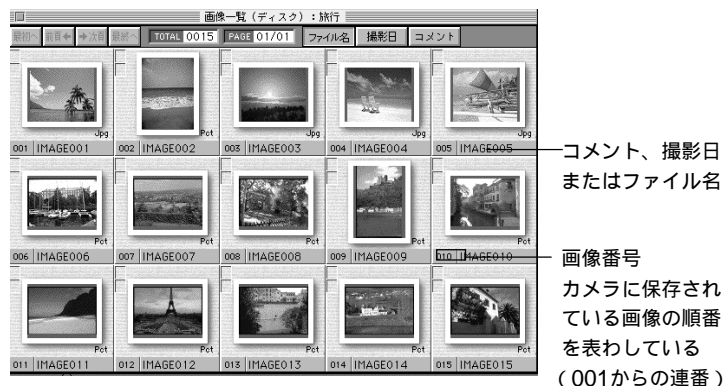 画像一覧（ディスク）：旅行
最初へ 前頁← →次頁 最終へ TOTAL 0015 PAGE 01/01 ファイル名 撮影日 コメント
Jpg Pct Jpg Jpg Jpg
001 IMAGE001 002 IMAGE002 003 IMAGE003 004 IMAGE004 005 IMAGE005
Pct Pct Pct Pct Pct
006 IMAGE006 007 IMAGE007 008 IMAGE008 009 IMAGE009 010 IMAGE010
Pct Pct Pct Pct Pct
011 IMAGE011 012 IMAGE012 013 IMAGE013 014 IMAGE014 015 IMAGE015
コメント、撮影日
またはファイル名
画像番号
カメラに保存され
ている画像の順番
を表わしている
（001からの連番）